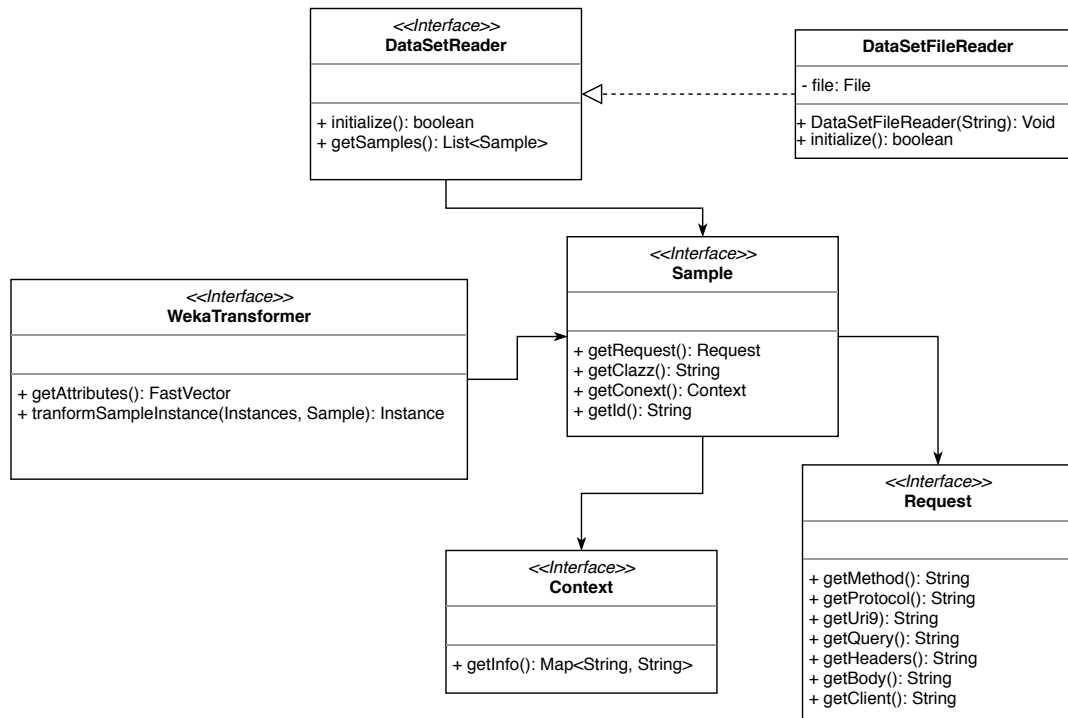 <<Interface>>
DataSetReader
+ initialize(): boolean
+ getSamples(): List<Sample>
DataSetFileReader
- file: File
+ DataSetFileReader(String): Void
+ initialize(): boolean
<<Interface>>
Sample
+ getRequest(): Request
+ getClazz(): String
+ getConext(): Context
+ getId(): String
<<Interface>>
WekaTransformer
+ getAttributes(): FastVector
+ tranformSampleInstance(Instances, Sample): Instance
<<Interface>>
Context
+ getInfo(): Map<String, String>
<<Interface>>
Request
+ getMethod(): String
+ getProtocol(): String
+ getUri9): String
+ getQuery(): String
+ getHeaders(): String
+ getBody(): String
+ getClient(): String